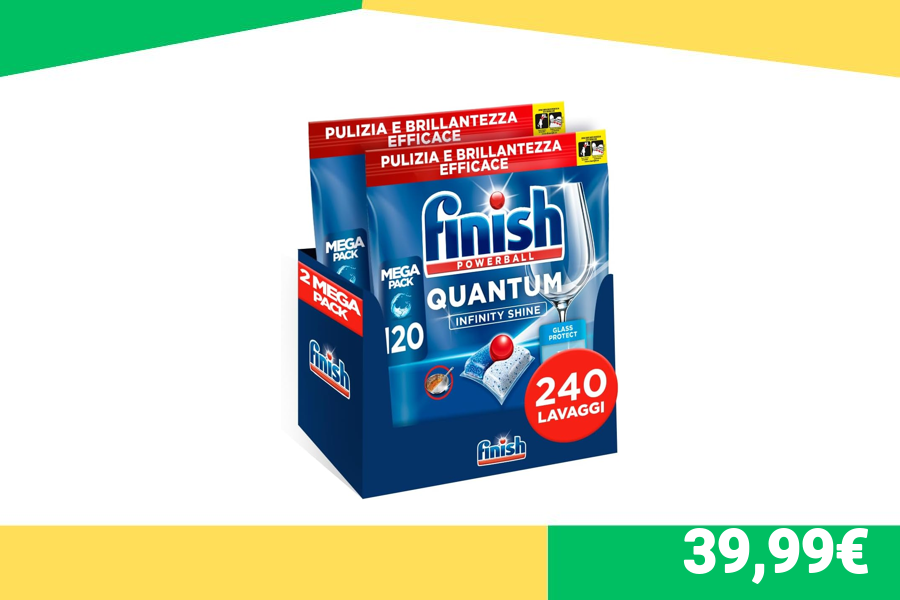 PULIZIA E BRILLANTEZZA
EFFICACE
PULIZIA E BRILLANTEZZA
EFFICACE
finish
POWERBALL
MEGA
PACK
MEGA
PACK
QUANTUM
INFINITY SHINE
2 MEGA
PACK
120
GLASS
PROTECT
finish
240
LAVAGGI
finish
39,99€